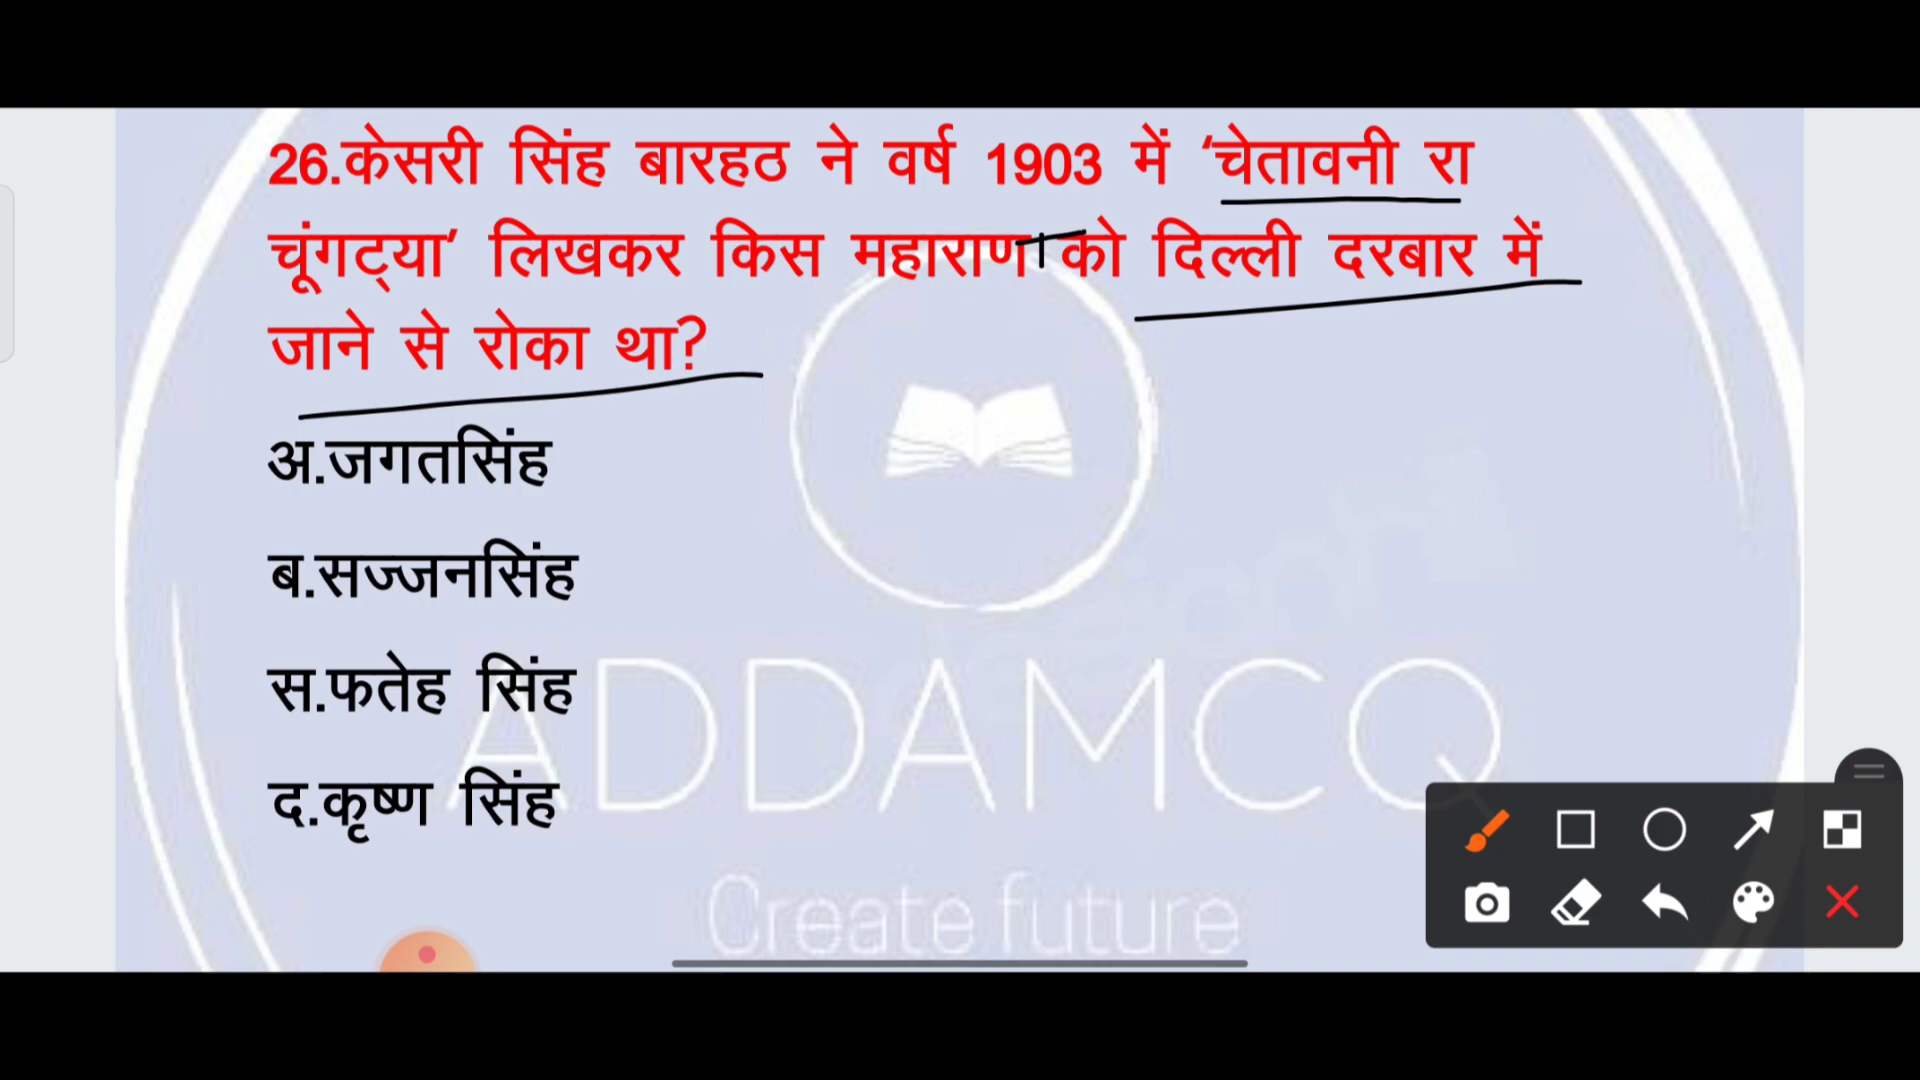 26.केसरी सिंह बारहठ ने वर्ष 1903 में ‘चेतावनी रा
चूंगट्या’ लिखकर किस महाराणा को दिल्ली दरबार में
जाने से रोका था?
अ.जगतसिंह
ब.सज्जनसिंह
स.फतेह सिंह
द.कृष्ण सिंह
ADDAMCQ
Create future